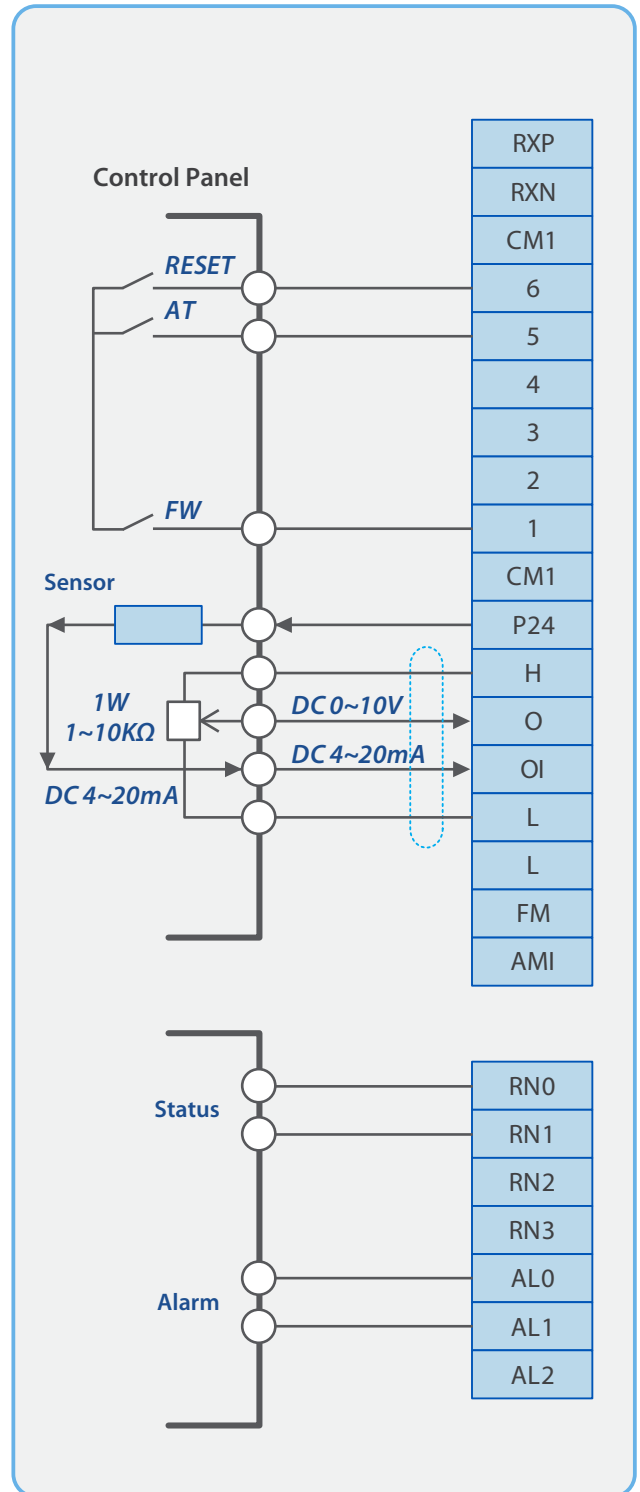 Control Panel
RXP
RXN
CM1
RESET
6
AT
5
4
3
2
FW
1
CM1
Sensor
P24
H
1W
1~10KΩ
DC 0~10V
O
DC 4~20mA
OI
DC 4~20mA
L
L
FM
AMI
Status
RN0
RN1
RN2
RN3
Alarm
AL0
AL1
AL2